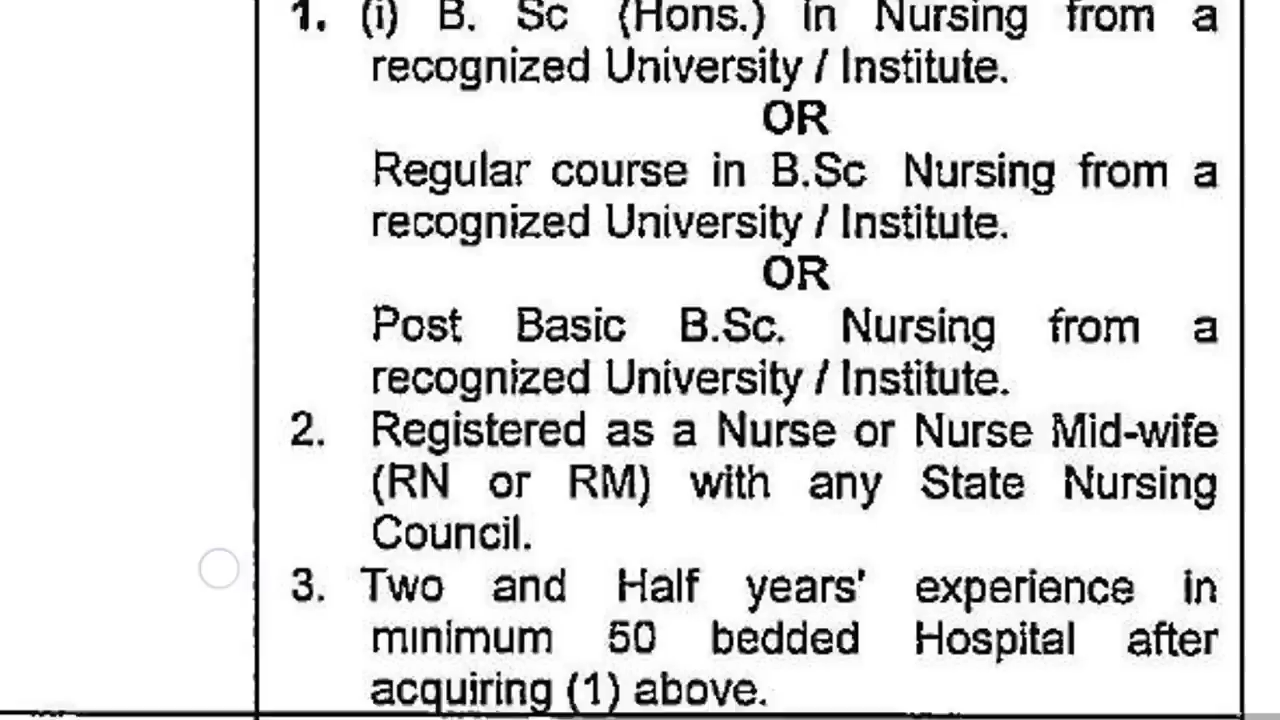 1. (i) B. Sc (Hons.) in Nursing from a
recognized University / Institute.
OR
Regular course in B.Sc Nursing from a
recognized University / Institute.
OR
Post Basic B.Sc. Nursing from a
recognized University / Institute.
2. Registered as a Nurse or Nurse Mid-wife
(RN or RM) with any State Nursing
Council.
3. Two and Half years' experience in
minimum 50 bedded Hospital after
acquiring (1) above.